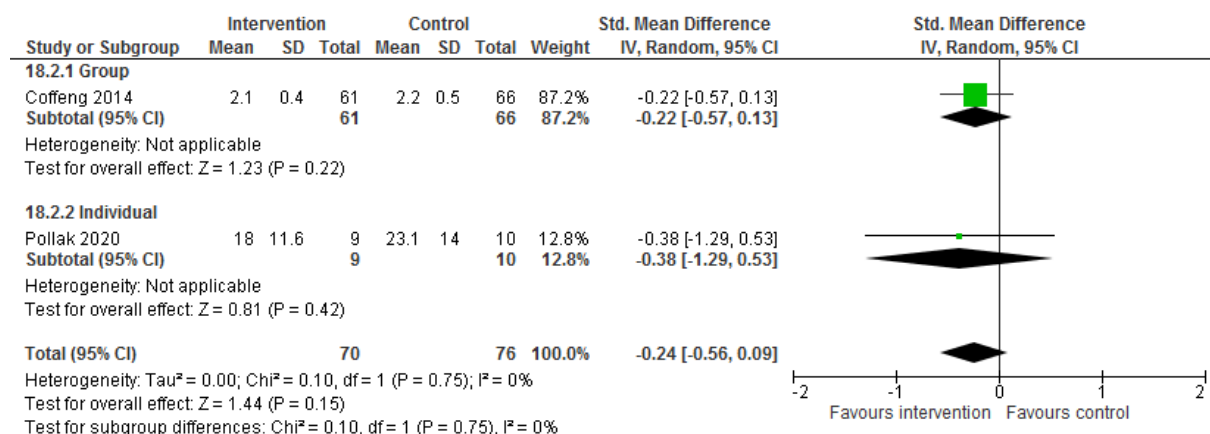 Intervention Control Std. Mean Difference Std. Mean Difference
Study or Subgroup Mean SD Total Mean SD Total Weight IV, Random, 95% CI IV, Random, 95% CI
18.2.1 Group
Coffeng 2014 2.1 0.4 61 2.2 0.5 66 87.2% -0.22 [-0.57, 0.13]
Subtotal (95% CI) 61 66 87.2% -0.22 [-0.57, 0.13]
Heterogeneity: Not applicable
Test for overall effect: Z = 1.23 (P = 0.22)
18.2.2 Individual
Pollak 2020 18 11.6 9 23.1 14 10 12.8% -0.38 [-1.29, 0.53]
Subtotal (95% CI) 9 10 12.8% -0.38 [-1.29, 0.53]
Heterogeneity: Not applicable
Test for overall effect: Z = 0.81 (P = 0.42)
Total (95% CI) 70 76 100.0% -0.24 [-0.56, 0.09]
Heterogeneity: Tau² = 0.00; Chi² = 0.10, df = 1 (P = 0.75); I² = 0%
Test for overall effect: Z = 1.44 (P = 0.15)
Test for subgroup differences: Chi² = 0.10, df = 1 (P = 0.75), I² = 0%
-2 -1 0 1 2
Favours intervention Favours control